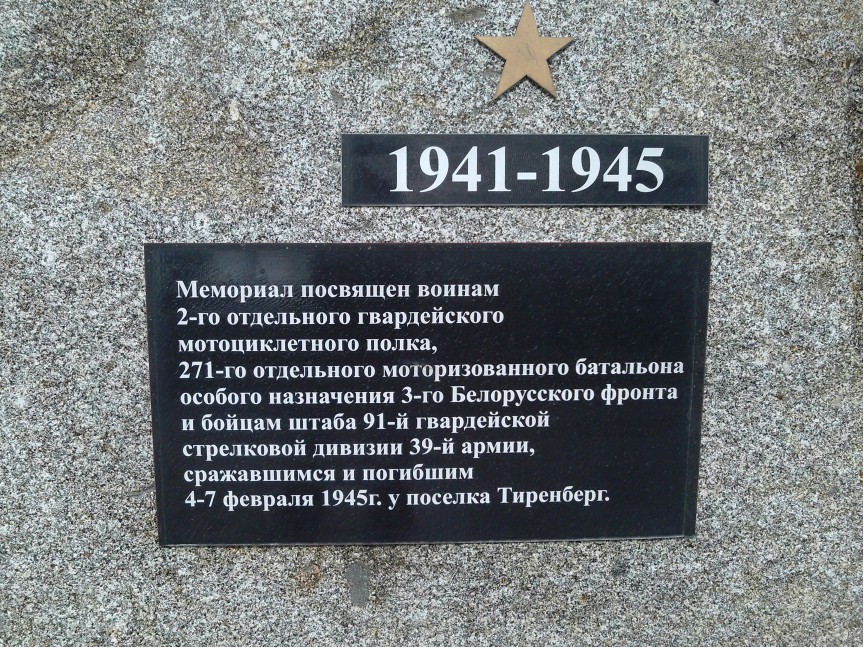 1941-1945
Мемориал посвящен воинам
2-го отдельного гвардейского
мотоциклетного полка,
271-го отдельного моторизованного батальона
особого назначения 3-го Белорусского фронта
и бойцам штаба 91-й гвардейской
стрелковой дивизии 39-й армии,
сражавшимся и погибшим
4-7 февраля 1945г. у поселка Тиренберг.